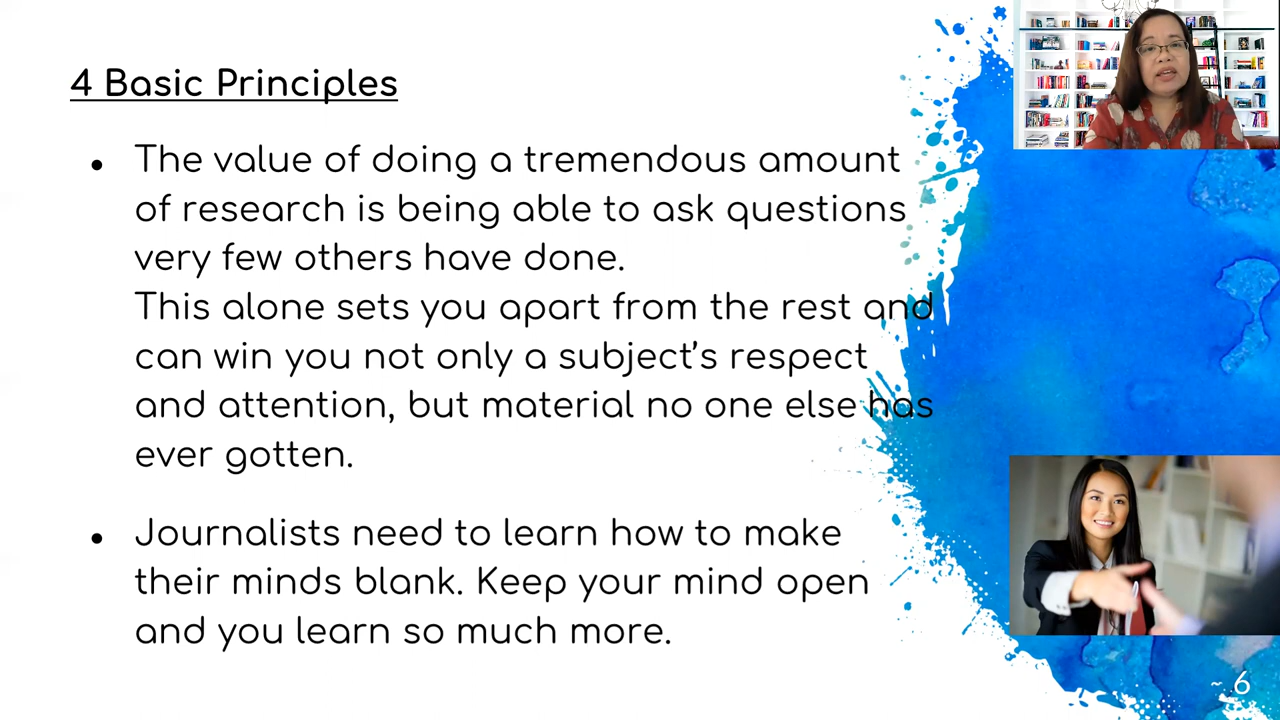 4 Basic Principles
● The value of doing a tremendous amount
of research is being able to ask questions
very few others have done.
This alone sets you apart from the rest and
can win you not only a subject’s respect
and attention, but material no one else has
ever gotten.
● Journalists need to learn how to make
their minds blank. Keep your mind open
and you learn so much more.
~ 6